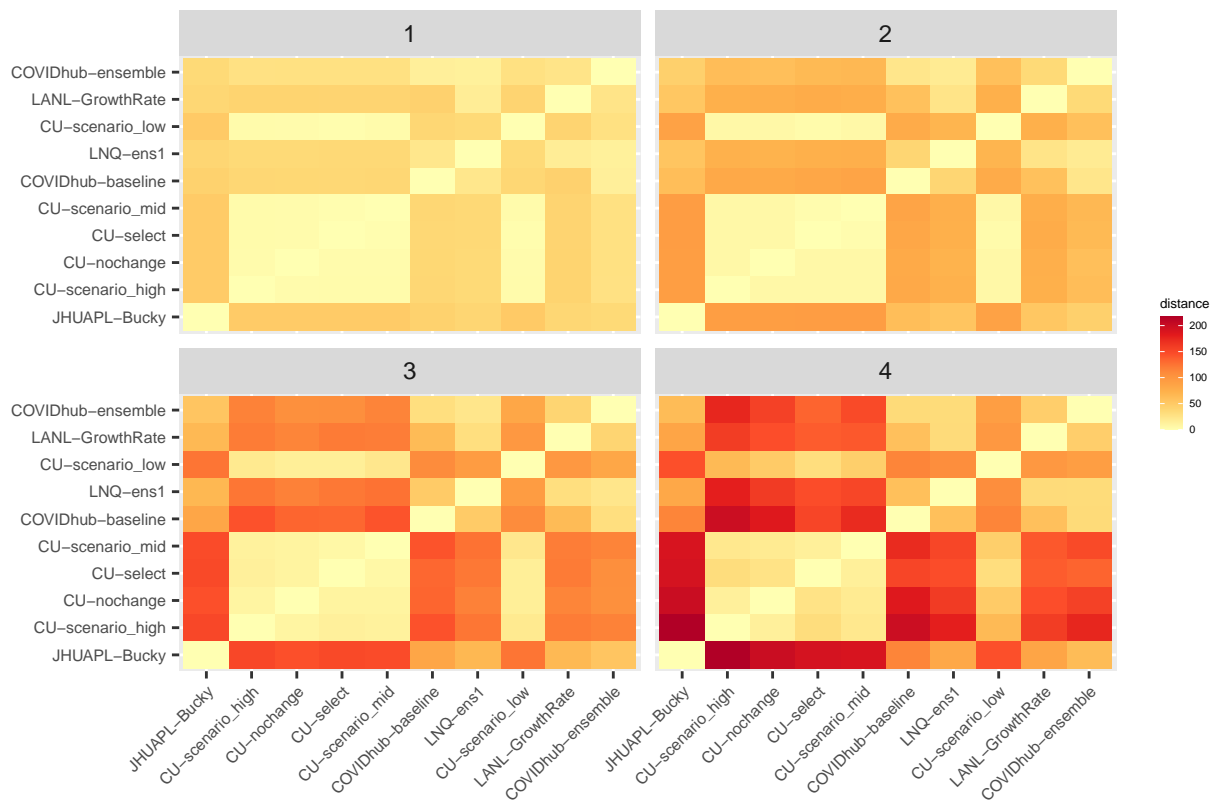 1
2
COVIDhub−ensemble
LANL−GrowthRate
CU−scenario_low
LNQ−ens1
COVIDhub−baseline
CU−scenario_mid
CU−select
CU−nochange
CU−scenario_high
JHUAPL−Bucky
3
4
COVIDhub−ensemble
LANL−GrowthRate
CU−scenario_low
LNQ−ens1
COVIDhub−baseline
CU−scenario_mid
CU−select
CU−nochange
CU−scenario_high
JHUAPL−Bucky
JHUAPL−Bucky
CU−scenario_high
CU−nochange
CU−select
CU−scenario_mid
COVIDhub−baseline
LNQ−ens1
CU−scenario_low
LANL−GrowthRate
COVIDhub−ensemble
JHUAPL−Bucky
CU−scenario_high
CU−nochange
CU−select
CU−scenario_mid
COVIDhub−baseline
LNQ−ens1
CU−scenario_low
LANL−GrowthRate
COVIDhub−ensemble
distance
200
150
100
50
0